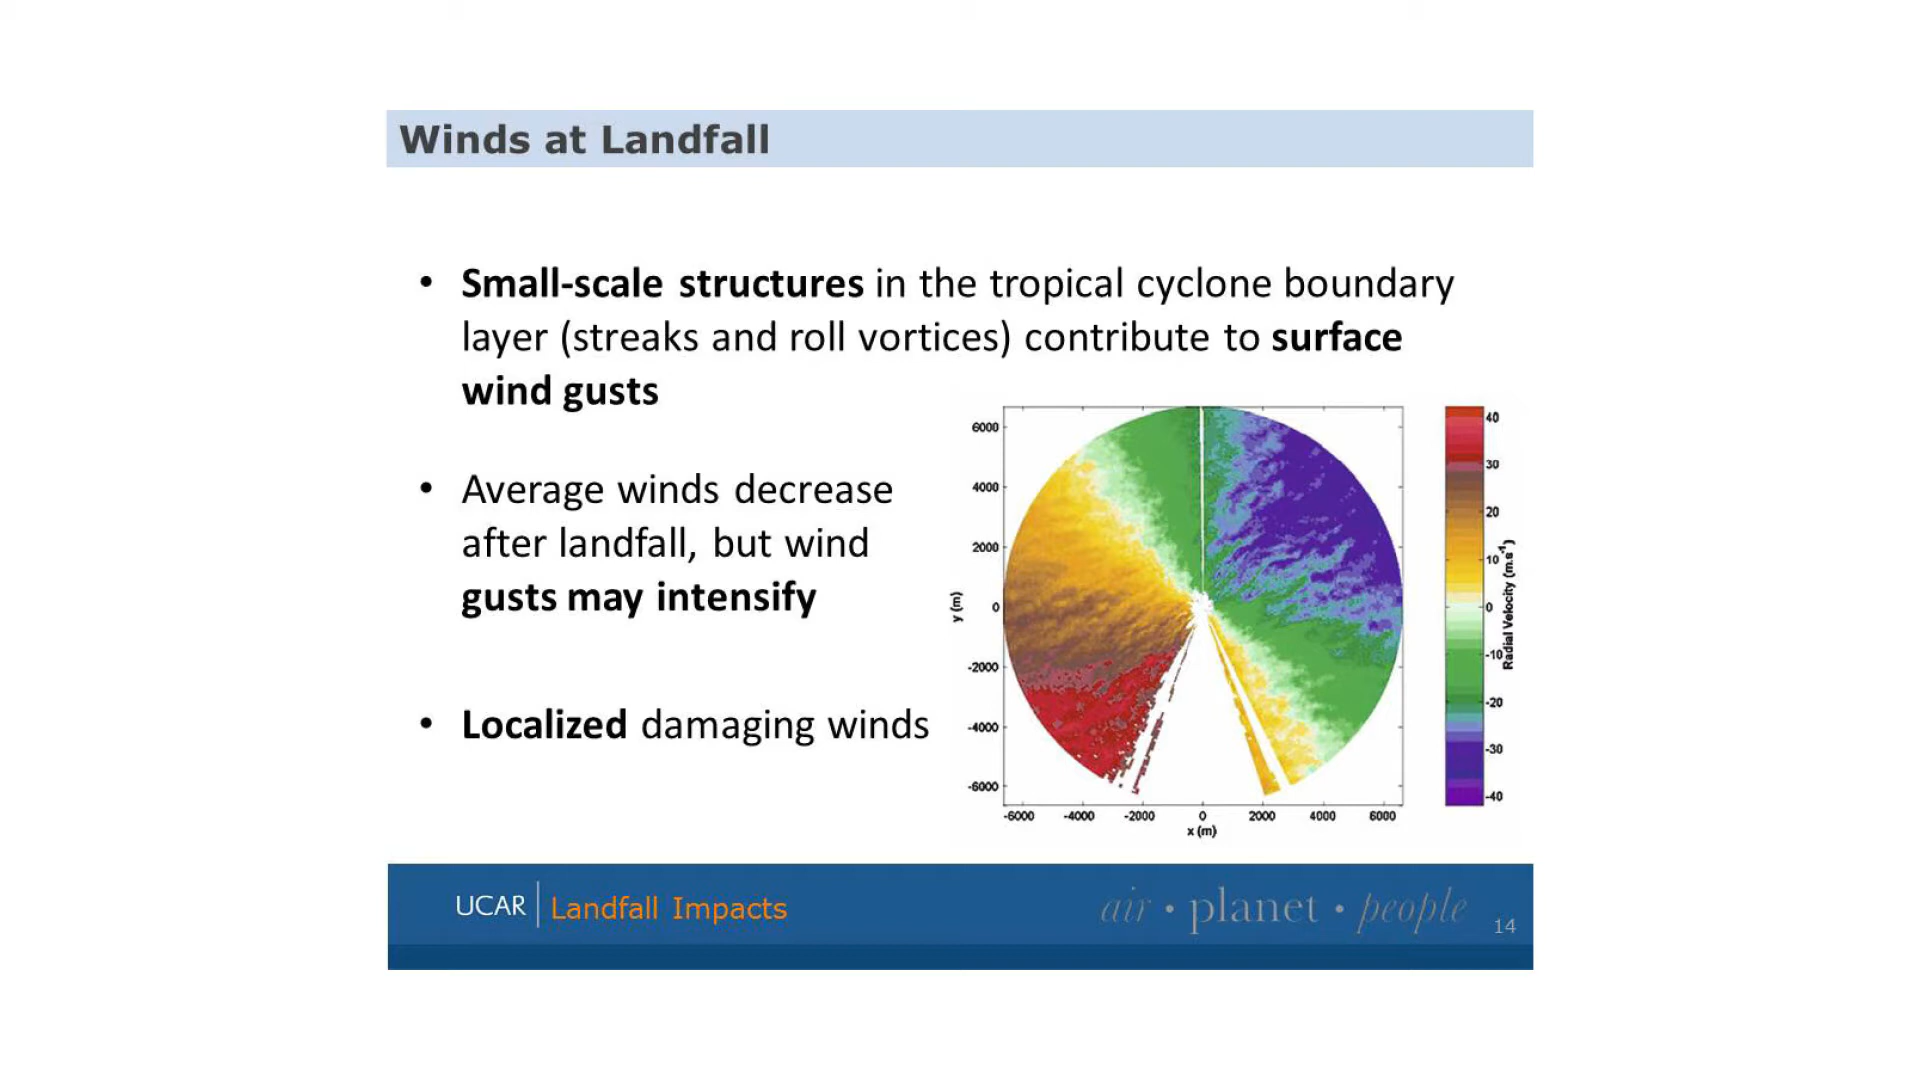 Winds at Landfall
• Small-scale structures in the tropical cyclone boundary
layer (streaks and roll vortices) contribute to surface
wind gusts
• Average winds decrease
after landfall, but wind
gusts may intensify
• Localized damaging winds
6000
4000
2000
0
-2000
-4000
-6000
y (m)
-6000 -4000 -2000 0 2000 4000 6000
x (m)
40
30
20
10
0
-10
-20
-30
-40
Radial Velocity (m.s-1)
UCAR Landfall Impacts
air • planet • people
14